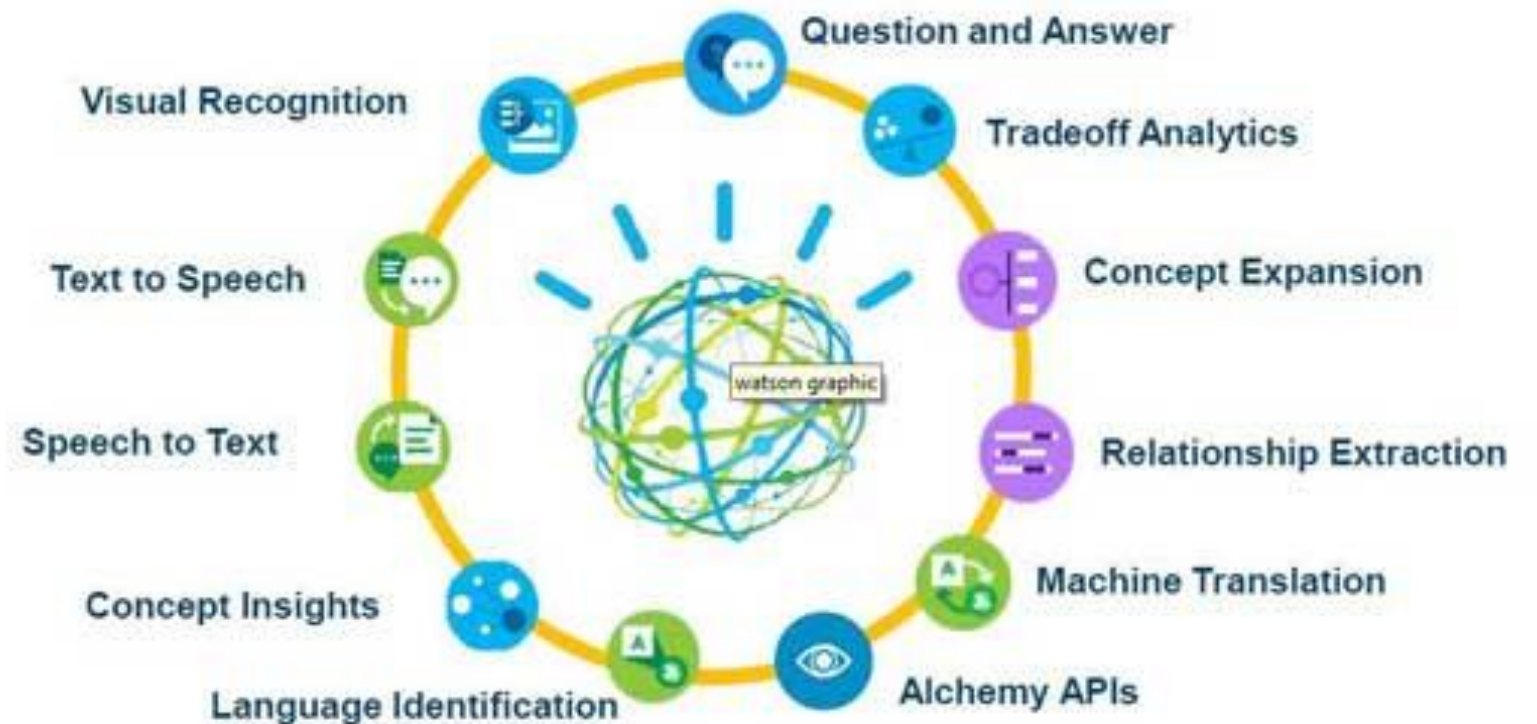 Question and Answer
Visual Recognition
Tradeoff Analytics
Text to Speech
Concept Expansion
watson graphic
Speech to Text
Relationship Extraction
Concept Insights
Machine Translation
Language Identification
Alchemy APIs
A
A